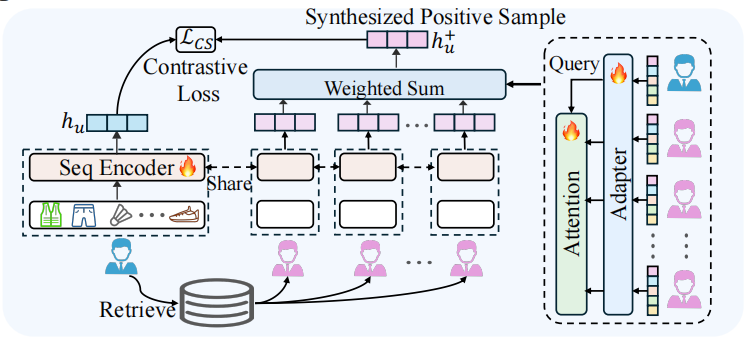 Synthesized Positive Sample
L_CS
h_u^+
Contrastive
Loss
Weighted Sum
Query
h_u
Seq Encoder
Share
Attention
Adapter
Retrieve